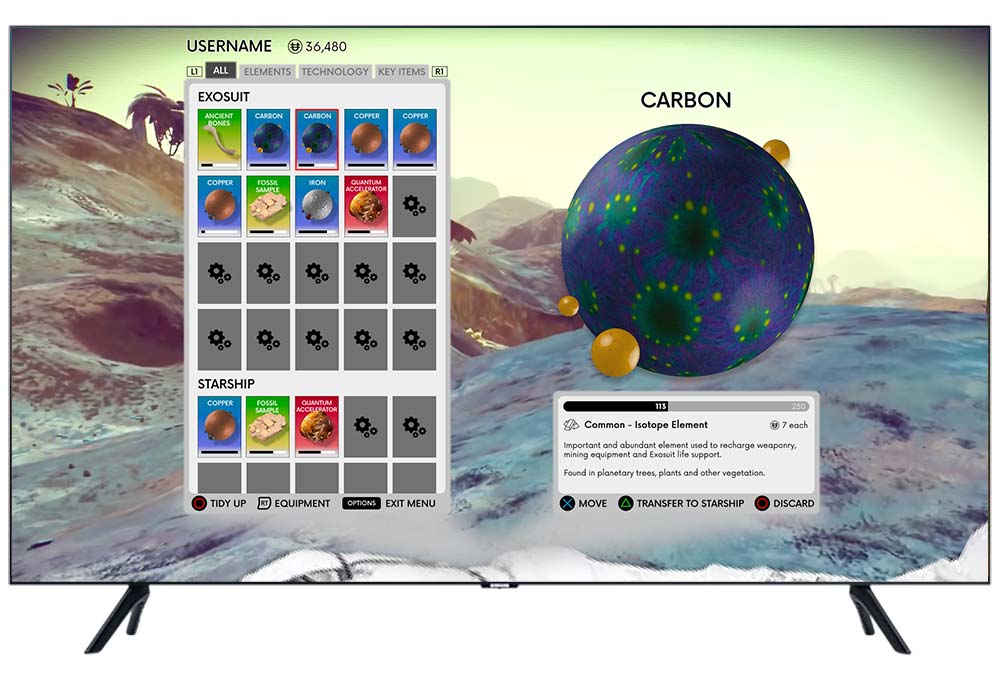 USERNAME 36,480
L1 ALL ELEMENTS TECHNOLOGY KEY ITEMS R1
EXOSUIT
ANCIENT BONES
CARBON
CARBON
COPPER
COPPER
COPPER
FOSSIL SAMPLE
IRON
QUANTUM ACCELERATOR
STARSHIP
COPPER
FOSSIL SAMPLE
QUANTUM ACCELERATOR
TIDY UP RT EQUIPMENT OPTIONS EXIT MENU
CARBON
113 250
Common - Isotope Element 7 each
Important and abundant element used to recharge weaponry,
mining equipment and Exosuit life support.
Found in planetary trees, plants and other vegetation.
MOVE TRANSFER TO STARSHIP DISCARD